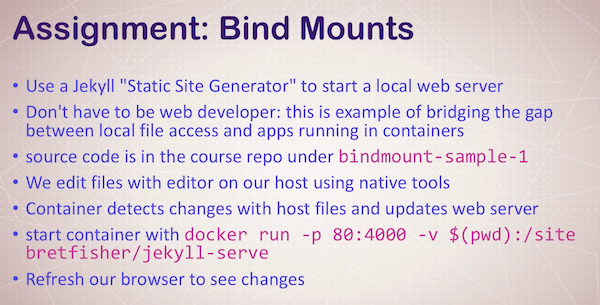 Assignment: Bind Mounts
• Use a Jekyll "Static Site Generator" to start a local web server
• Don't have to be web developer: this is example of bridging the gap
between local file access and apps running in containers
• source code is in the course repo under bindmount-sample-1
• We edit files with editor on our host using native tools
• Container detects changes with host files and updates web server
• start container with docker run -p 80:4000 -v $(pwd):/site
bretfisher/jekyll-serve
• Refresh our browser to see changes